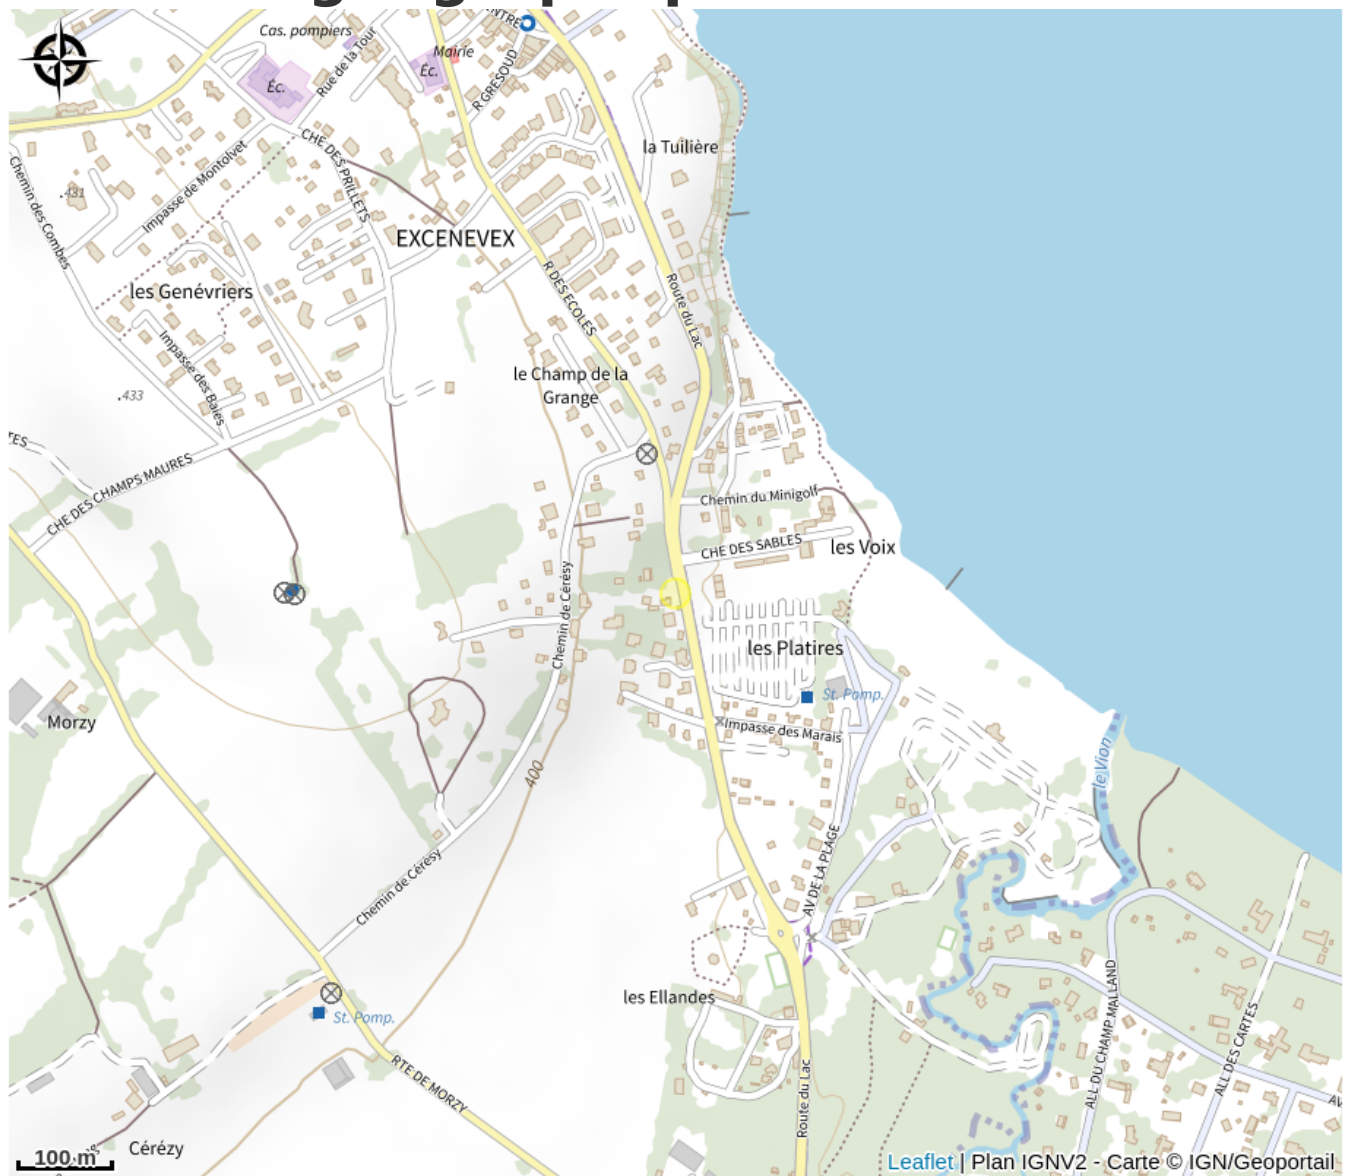 Cas. pompiers
Mairie
Éc.
Éc.
Rue de la Tour
R GRESOUD
la Tuilière
CHE DES PRILLETS
Impasse de Montolvet
Chemin des Combes
.431
EXCENEVEX
les Genévriers
R DES ECOLES
Route du Lac
Impasse des Baies
le Champ de la
Grange
.433
CHE DES CHAMPS MAURES
Chemin du Minigolf
CHE DES SABLES
les Voix
Chemin de Cérésy
les Platires
St. Pomp.
Morzy
Impasse des Marais
le Vion
400
AV DE LA PLAGE
Chemin de Cérésy
les Ellandes
St. Pomp.
ALL DU CHAMP MALLAND
ALL DES CARTES
RTE DE MORZY
Route du Lac
AV
Cérézy
100 m
Leaflet | Plan IGNV2 - Carte © IGN/Geoportail